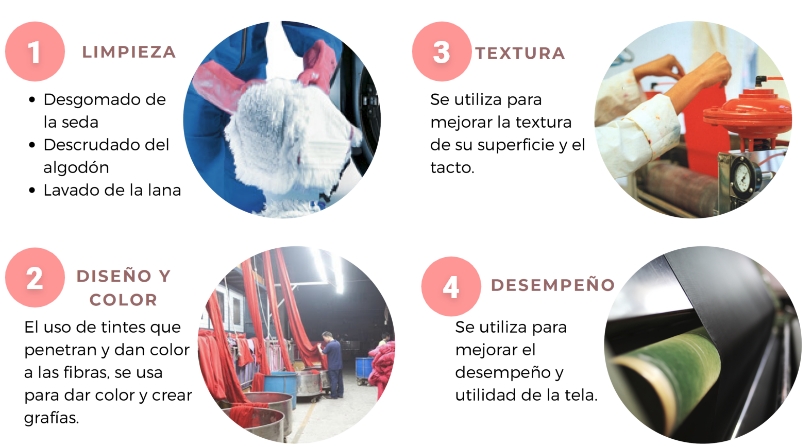 1
LIMPIEZA
• Desgomado de
la seda
• Descrudado del
algodón
• Lavado de la lana
2
DISEÑO Y
COLOR
El uso de tintes que
penetran y dan color
a las fibras, se usa
para dar color y crear
grafías.
3
TEXTURA
Se utiliza para
mejorar la textura
de su superficie y el
tacto.
4
DESEMPEÑO
Se utiliza para
mejorar el
desempeño y
utilidad de la tela.